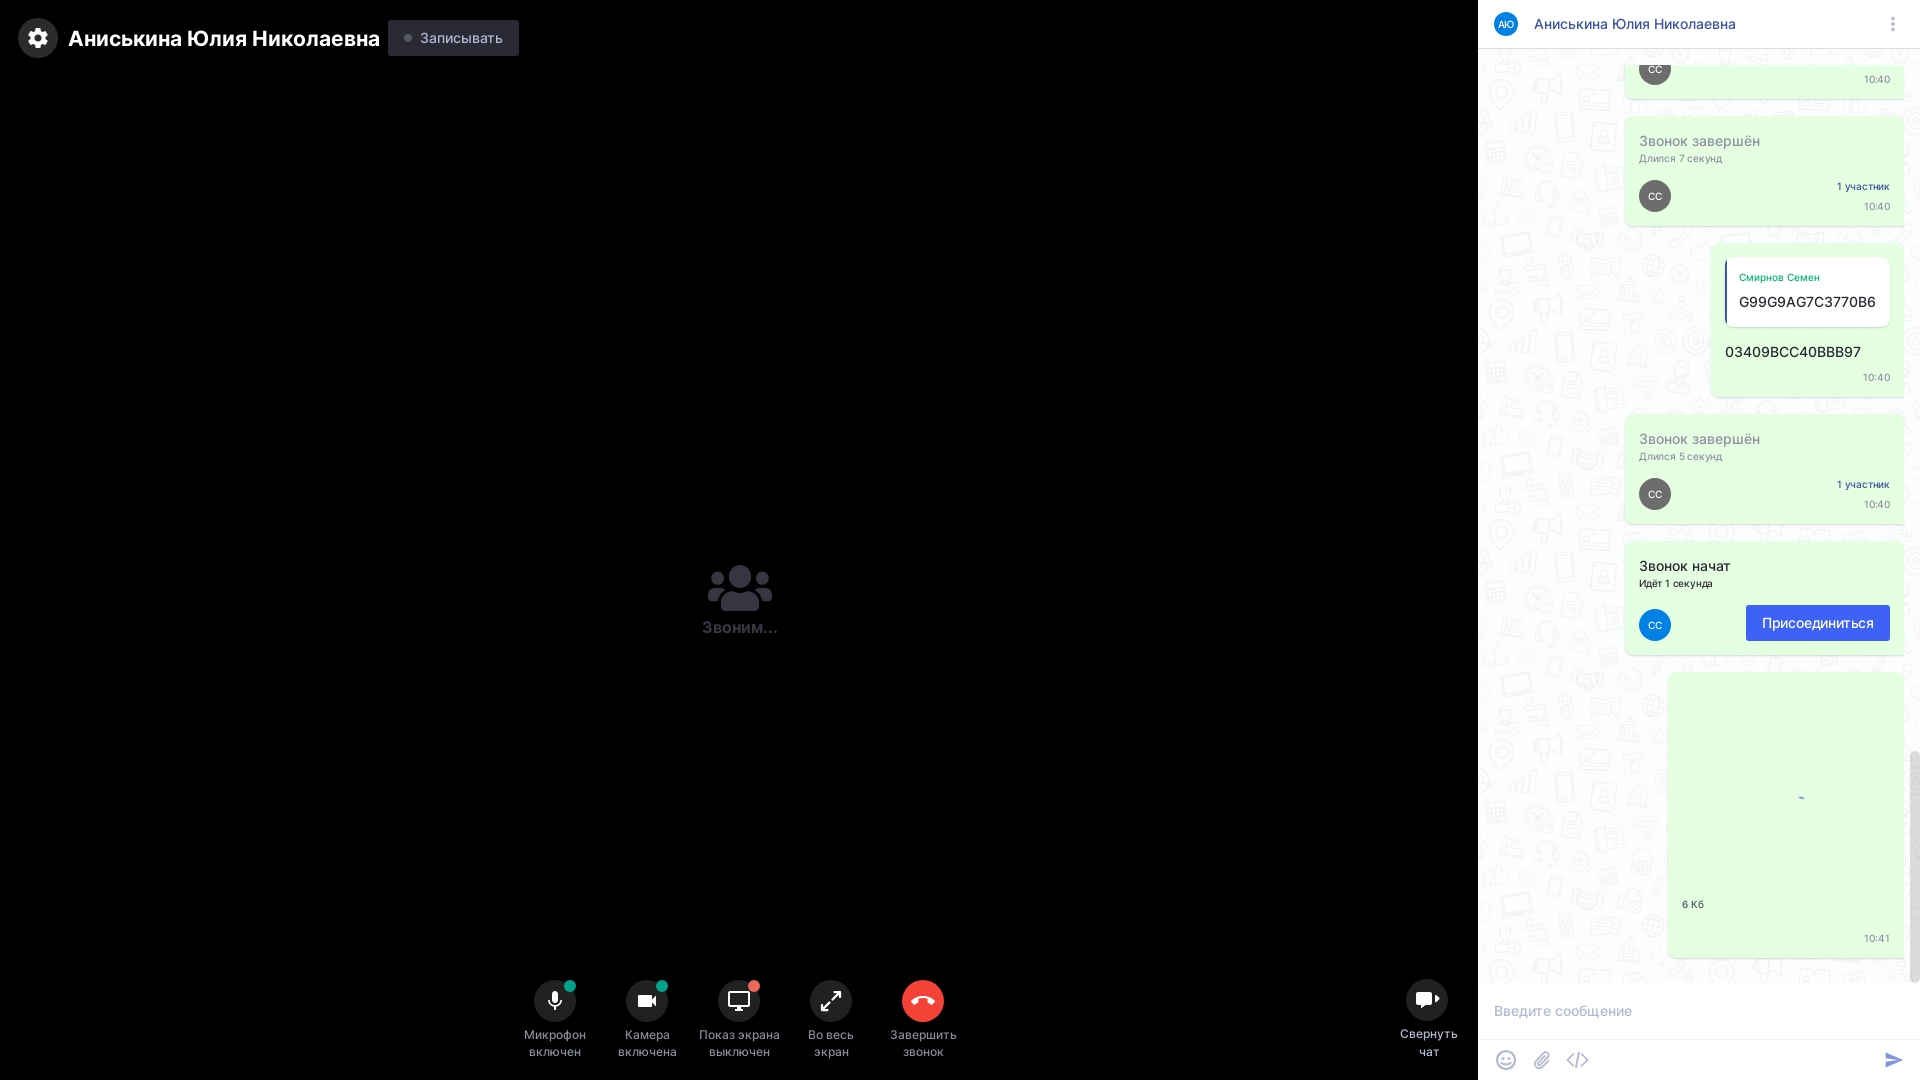 Аниськина Юлия Николаевна
Записывать
Звоним...
Микрофон
включен
Камера
включена
Показ экрана
выключен
Во весь
экран
Завершить
звонок
Свернуть
чат
АЮ
Аниськина Юлия Николаевна
СС
10:40
Звонок завершён
Длился 7 секунд
СС
1 участник
10:40
Смирнов Семен
G99G9AG7C3770B6
03409BCC40BBB97
10:40
Звонок завершён
Длился 5 секунд
СС
1 участник
10:40
Звонок начат
Идёт 1 секунда
СС
Присоединиться
6 Кб
10:41
Введите сообщение